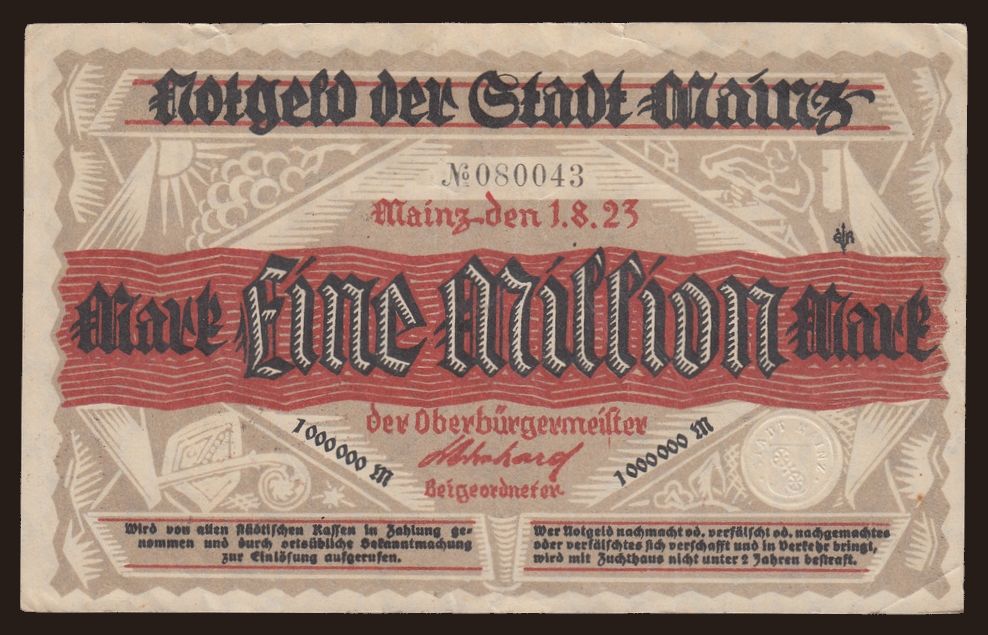 Notgeld der Stadt Mainz
№ 080043
Mainz den 1.8.23
Mark Eine Million Mark
der Oberbürgermeister
Beigeordneter
1000000 M
1000000 M
Wird von allen städtischen Kassen in Zahlung ge-
nommen und durch ortsübliche Bekanntmachung
zur Einlösung aufgerufen.
Wer Notgeld nachmacht od. verfälscht od. nachgemachtes
oder verfälschtes sich verschafft und in Verkehr bringt,
wird mit Zuchthaus nicht unter 2 Jahren bestraft.